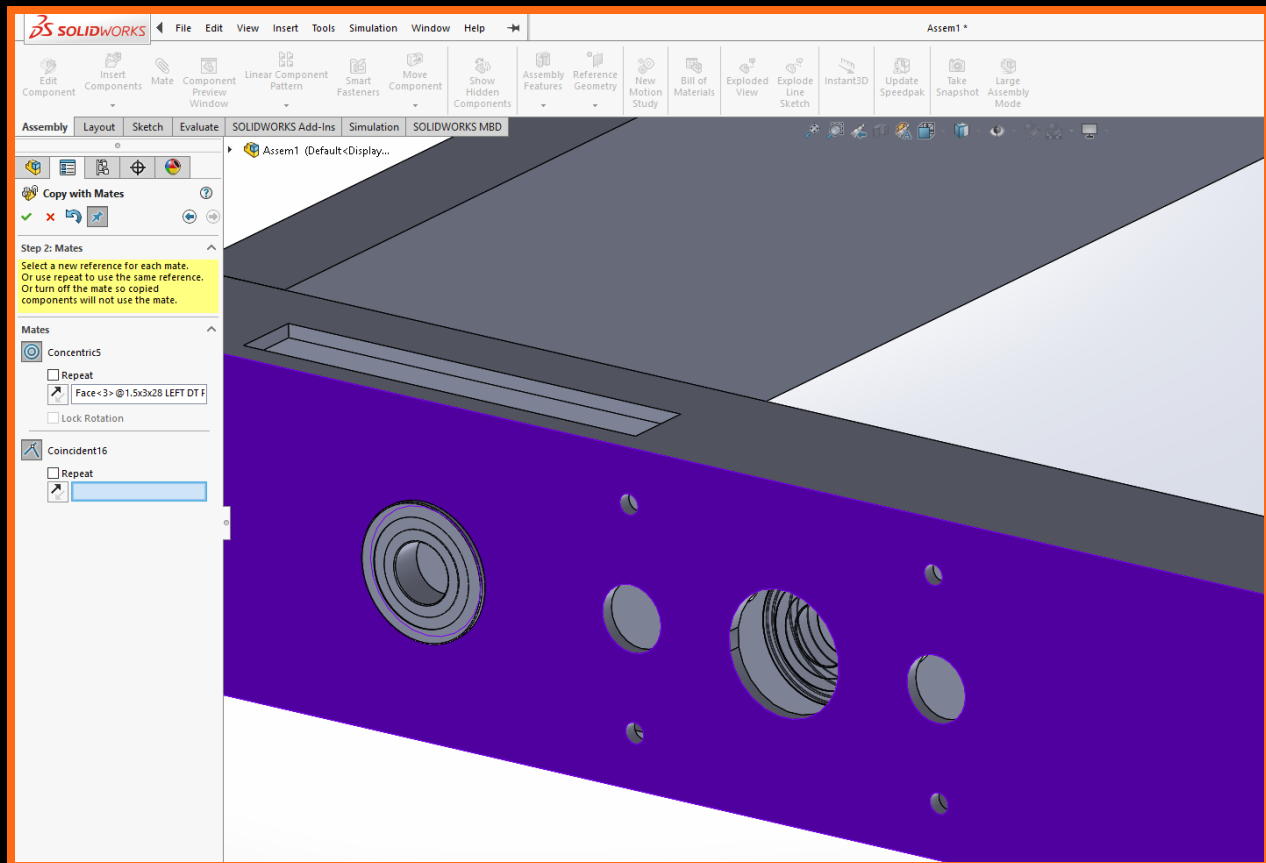 SOLIDWORKS File Edit View Insert Tools Simulation Window Help Assem1 *
Edit Component
Insert Components
Mate
Component Preview Window
Linear Component Pattern
Smart Fasteners
Move Component
Show Hidden Components
Assembly Features
Reference Geometry
New Motion Study
Bill of Materials
Exploded View
Explode Line Sketch
Instant3D
Update Speedpak
Take Snapshot
Large Assembly Mode
Assembly Layout Sketch Evaluate SOLIDWORKS Add-Ins Simulation SOLIDWORKS MBD
Assem1 (Default<Display...
Copy with Mates
Step 2: Mates
Select a new reference for each mate.
Or use repeat to use the same reference.
Or turn off the mate so copied
components will not use the mate.
Mates
Concentric5
Repeat
Face<3>@1.5x3x28 LEFT DT F
Lock Rotation
Coincident16
Repeat